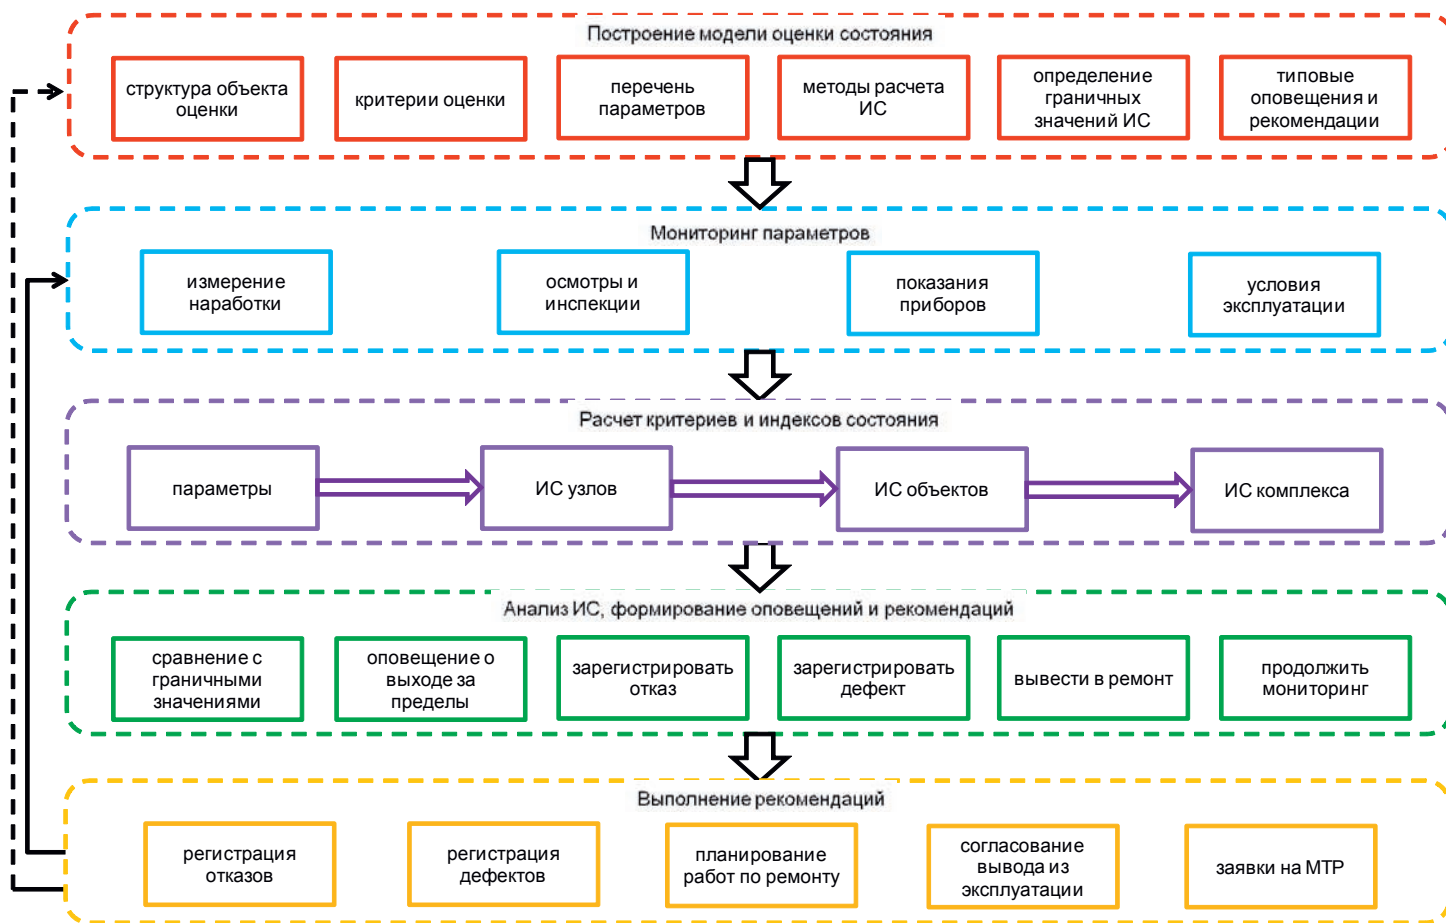 Построение модели оценки состояния
структура объекта
оценки
критерии оценки
перечень
параметров
методы расчета
ИС
определение
граничных
значений ИС
типовые
оповещения и
рекомендации
Мониторинг параметров
измерение
наработки
осмотры и
инспекции
показания
приборов
условия
эксплуатации
Расчет критериев и индексов состояния
параметры
ИС узлов
ИС объектов
ИС комплекса
Анализ ИС, формирование оповещений и рекомендаций
сравнение с
граничными
значениями
оповещение о
выходе за
пределы
зарегистрировать
отказ
зарегистрировать
дефект
вывести в ремонт
продолжить
мониторинг
Выполнение рекомендаций
регистрация
отказов
регистрация
дефектов
планирование
работ по ремонту
согласование
вывода из
эксплуатации
заявки на МТР